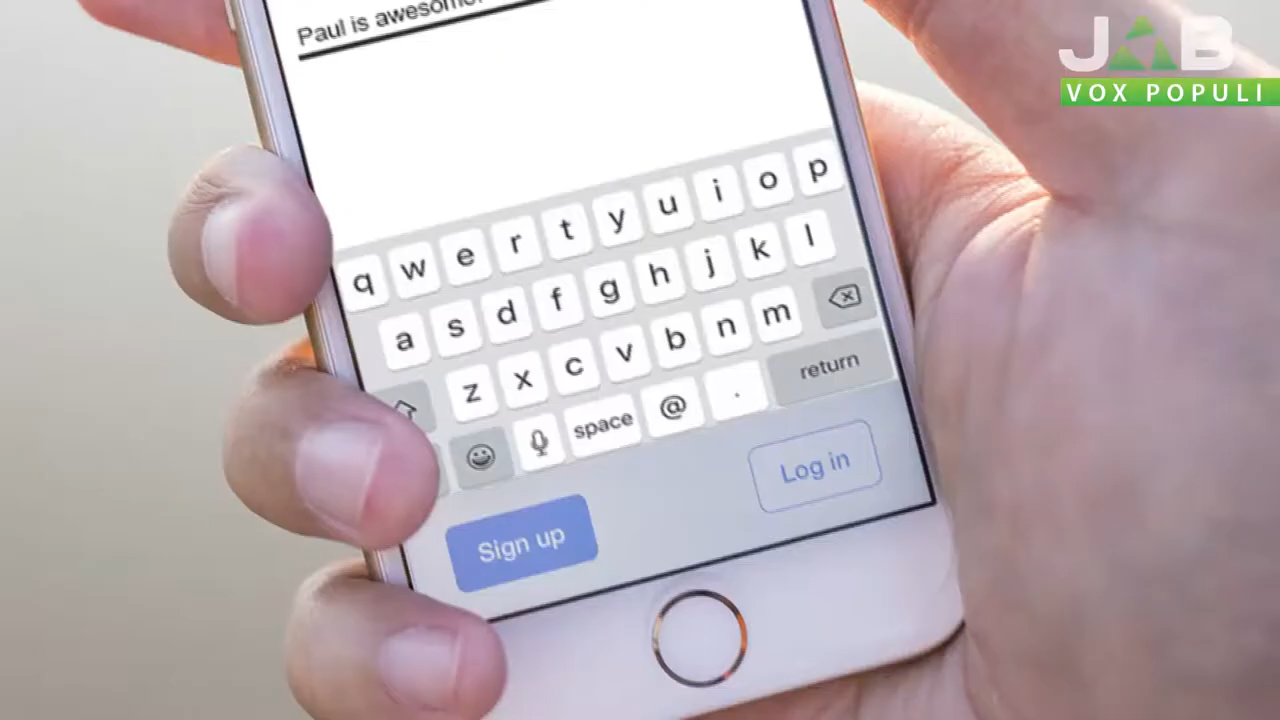 Paul is awesome!
JAB
VOX POPULI
q w e r t y u i o p
a s d f g h j k l
z x c v b n m
space @ . return
Log in
Sign up